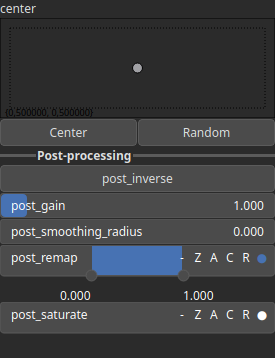 center
{0.500000, 0.500000}
Center Random
Post-processing
post_inverse
post_gain 1.000
post_smoothing_radius 0.000
post_remap - Z A C R
0.000 1.000
post_saturate - Z A C R